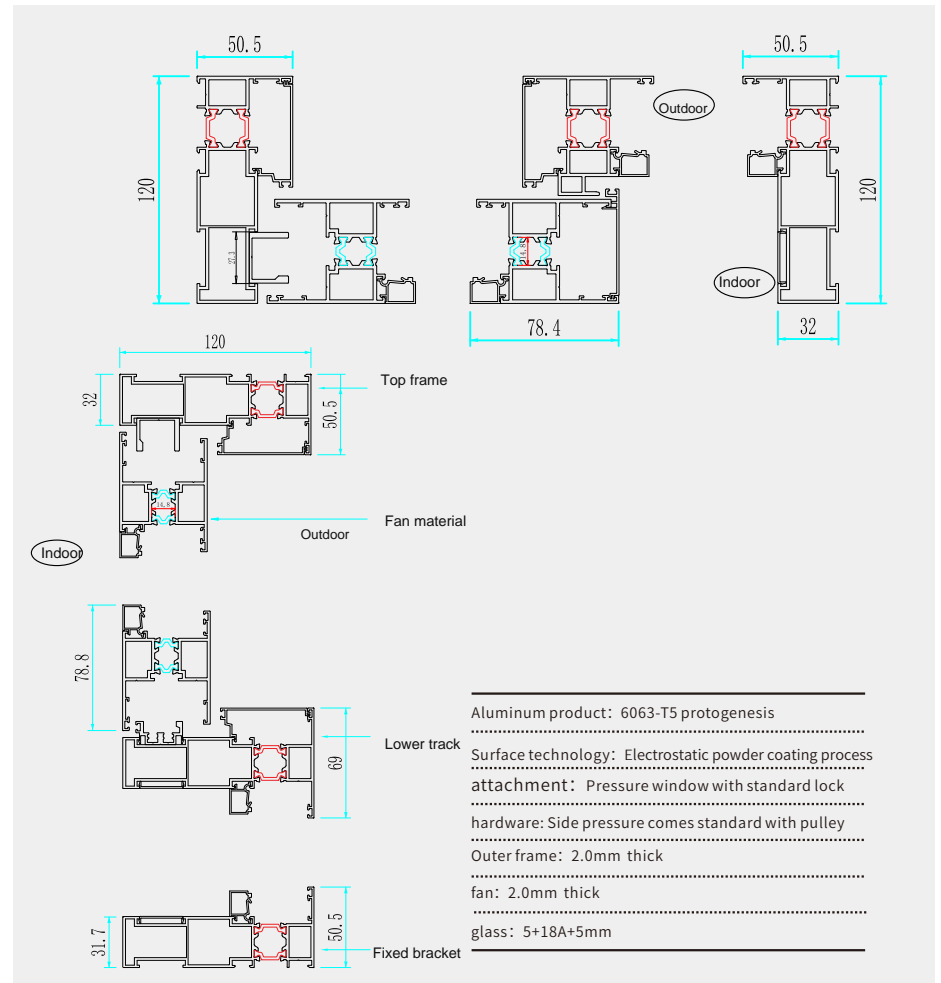 50.5
50.5
120
Outdoor
120
27.3
14.8
Indoor
78.4
32
120
Top frame
32
50.5
14.8
Fan material
Outdoor
Indoor
78.8
Lower track
69
Aluminum product: 6063-T5 protogenesis
Surface technology: Electrostatic powder coating process
attachment: Pressure window with standard lock
hardware: Side pressure comes standard with pulley
Outer frame: 2.0mm thick
fan: 2.0mm thick
glass: 5+18A+5mm
31.7
50.5
Fixed bracket